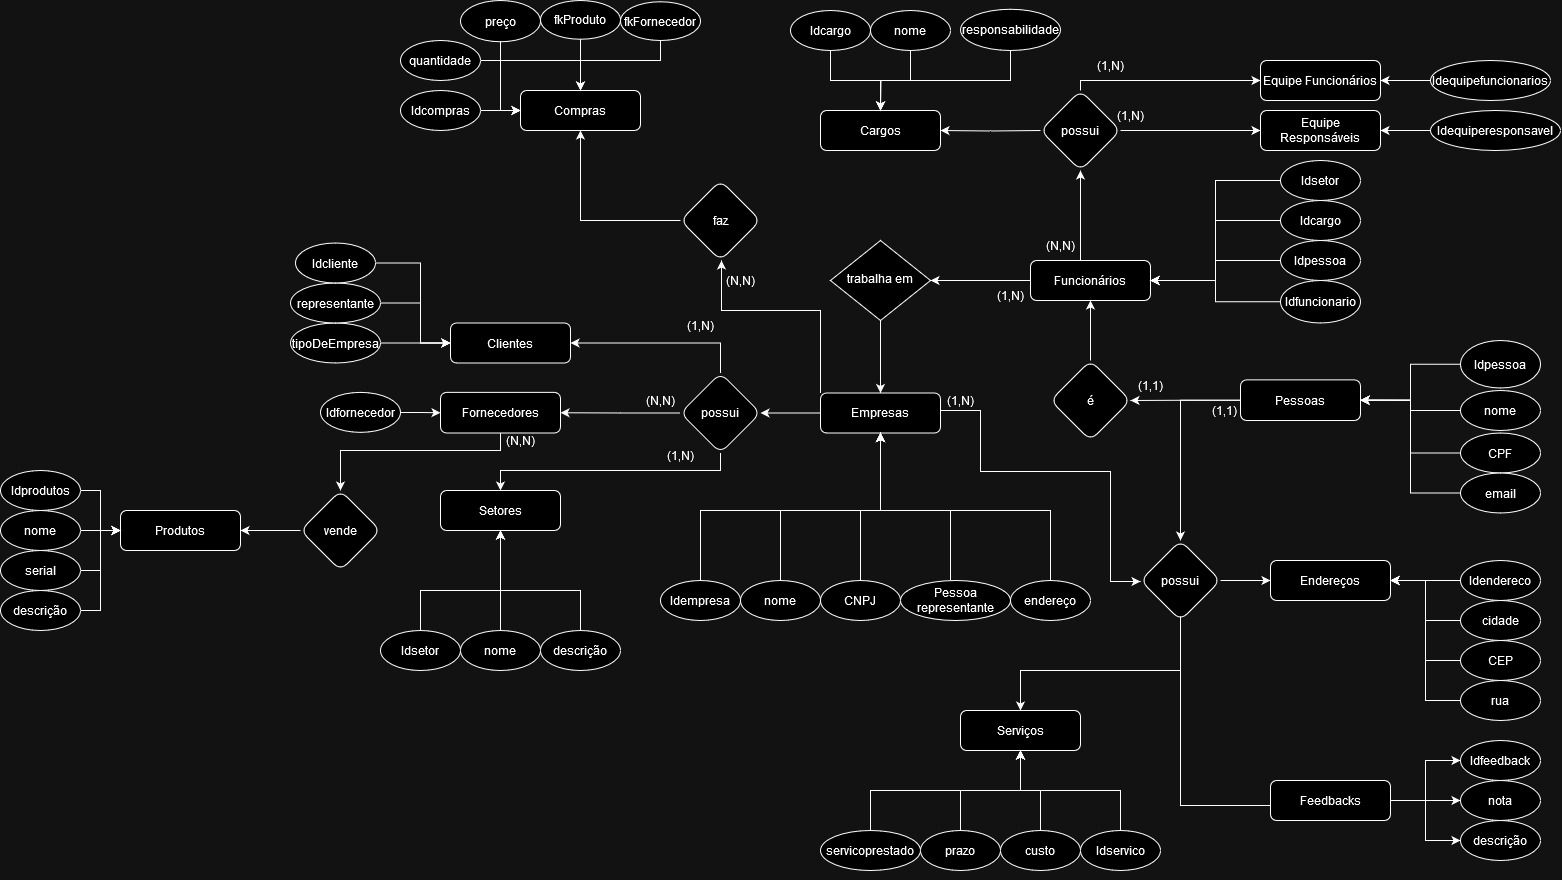 preço
fkProduto
fkFornecedor
quantidade
Idcompras
Compras
Idcargo
nome
responsabilidade
Cargos
(1,N)
possui
(1,N)
Equipe Funcionários
Idequipefuncionarios
Equipe
Responsáveis
Idequiperesponsavel
faz
(N,N)
(N,N)
Idsetor
Idcargo
Idpessoa
Idfuncionario
Funcionários
(1,N)
trabalha em
Idcliente
representante
tipoDeEmpresa
Clientes
(1,N)
Idfornecedor
Fornecedores
(N,N)
(N,N)
possui
(1,N)
Empresas
(1,N)
é
(1,1)
(1,1)
Pessoas
Idpessoa
nome
CPF
email
Idprodutos
nome
serial
descrição
Produtos
vende
Setores
Idsetor
nome
descrição
Idempresa
nome
CNPJ
Pessoa
representante
endereço
possui
Endereços
Idendereco
cidade
CEP
rua
Serviços
servicoprestado
prazo
custo
Idservico
Feedbacks
Idfeedback
nota
descrição